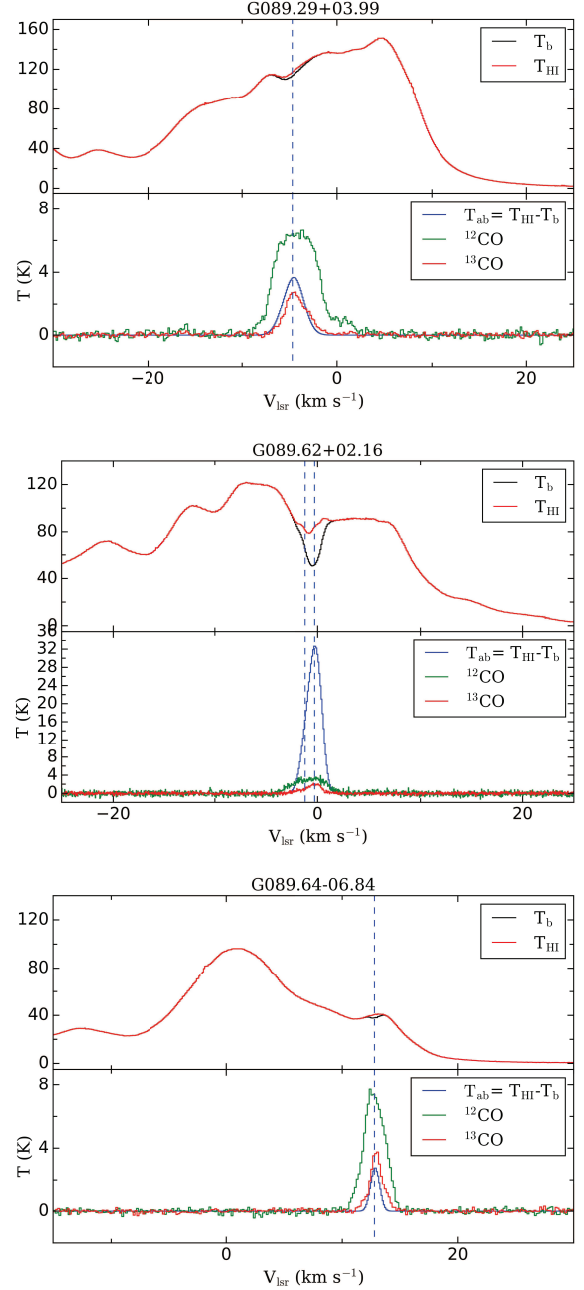 G089.29+03.99
160
120
80
40
0
T_b
T_HI
8
4
0
T (K)
T_ab = T_HI-T_b
¹²CO
¹³CO
−20 0 20
V_lsr (km s⁻¹)
G089.62+02.16
120
80
40
0
T_b
T_HI
36
32
28
24
20
16
12
8
4
0
T (K)
T_ab = T_HI-T_b
¹²CO
¹³CO
−20 0 20
V_lsr (km s⁻¹)
G089.64-06.84
120
80
40
0
T_b
T_HI
8
4
0
T (K)
T_ab = T_HI-T_b
¹²CO
¹³CO
0 20
V_lsr (km s⁻¹)